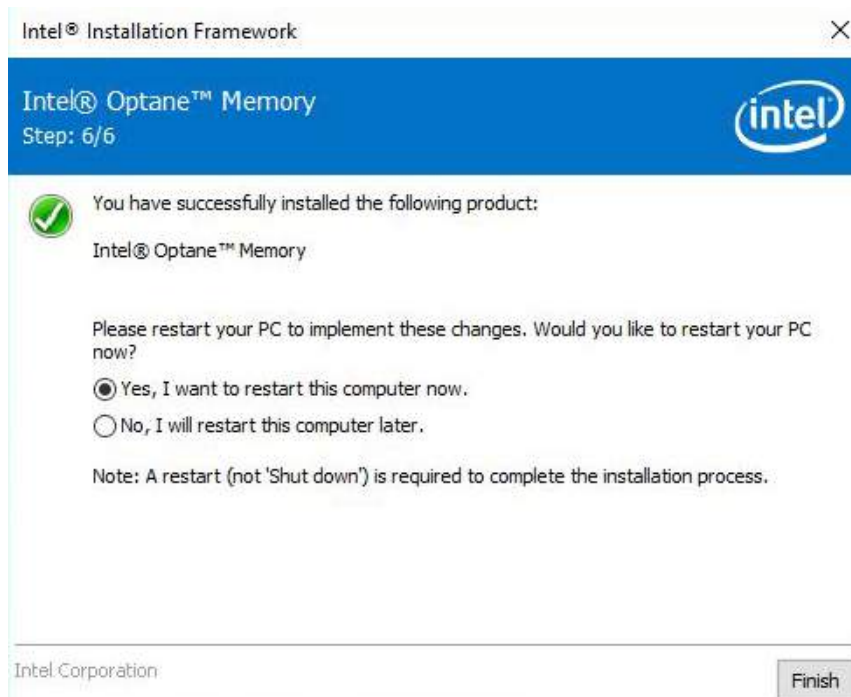 Intel® Installation Framework
Intel® Optane™ Memory
Step: 6/6
intel
You have successfully installed the following product:
Intel® Optane™ Memory
Please restart your PC to implement these changes. Would you like to restart your PC
now?
Yes, I want to restart this computer now.
No, I will restart this computer later.
Note: A restart (not 'Shut down') is required to complete the installation process.
Intel Corporation
Finish